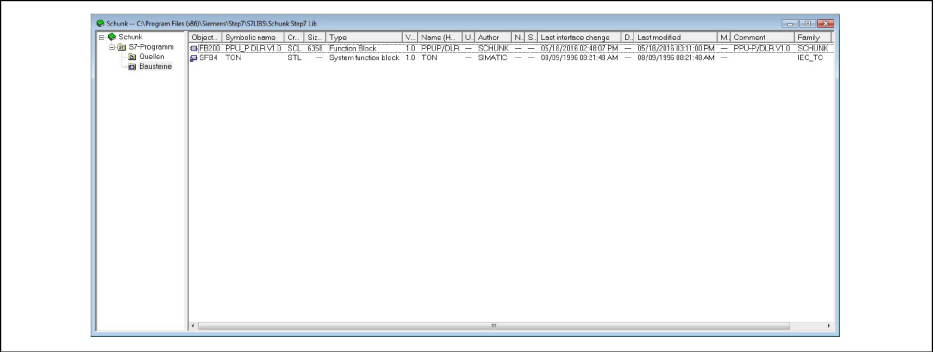 Schunk -- C:\Program Files (x86)\Siemens\Step7\S7LIBS\Schunk Step7 Lib
Schunk
S7-Programm
Quellen
Bausteine
Object... Symbolic name Cr... Siz... Type V... Name (H... U. Author N. S. Last interface change D.. Last modified M. Comment Family
FB200 PPU_P DLR V1.0 SCL 6358 Function Block 1.0 PPUP/DLR — SCHUNK — — 05/18/2016 02:48:07 PM — 05/18/2016 03:11:00 PM — PPU-P/DLR V1.0 SCHUNK
SFB4 TON STL — System function block 1.0 TON — SIMATIC — — 08/09/1996 08:21:48 AM — 08/09/1996 08:21:48 AM — IEC_TC